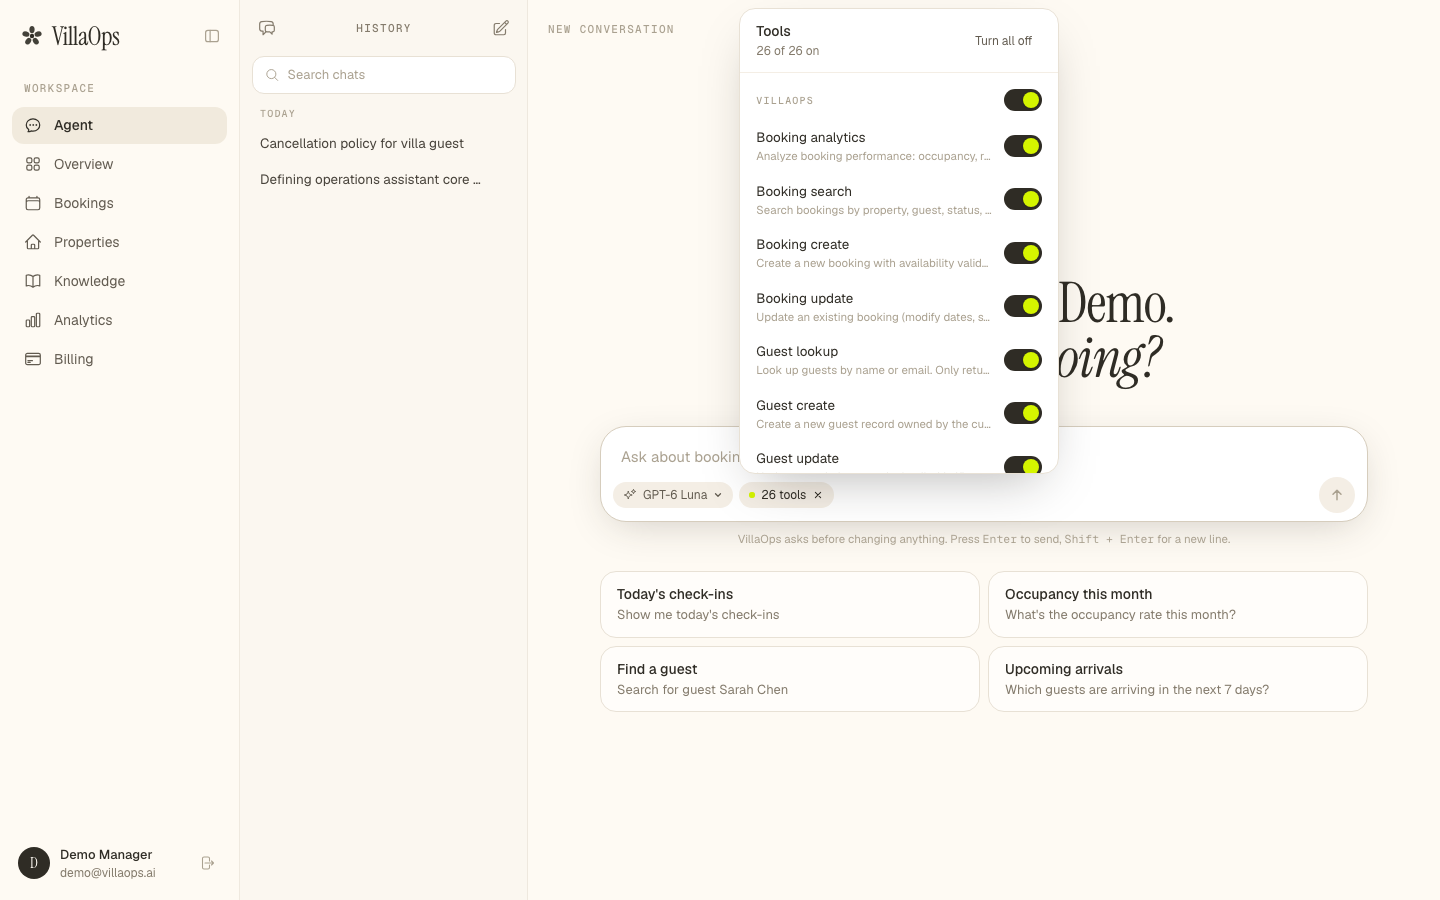 VillaOps
WORKSPACE
Agent
Overview
Bookings
Properties
Knowledge
Analytics
Billing
Demo Manager
demo@villaops.ai
D
HISTORY
Search chats
TODAY
Cancellation policy for villa guest
Defining operations assistant core ...
NEW CONVERSATION
Tools
26 of 26 on
Turn all off
VILLAOPS
Booking analytics
Analyze booking performance: occupancy, r...
Booking search
Search bookings by property, guest, status, ...
Booking create
Create a new booking with availability valid...
Booking update
Update an existing booking (modify dates, s...
Guest lookup
Look up guests by name or email. Only retu...
Guest create
Create a new guest record owned by the cu...
Guest update
Demo.
oing?
Ask about bookin
GPT-6 Luna
26 tools
VillaOps asks before changing anything. Press Enter to send, Shift + Enter for a new line.
Today's check-ins
Show me today's check-ins
Occupancy this month
What's the occupancy rate this month?
Find a guest
Search for guest Sarah Chen
Upcoming arrivals
Which guests are arriving in the next 7 days?